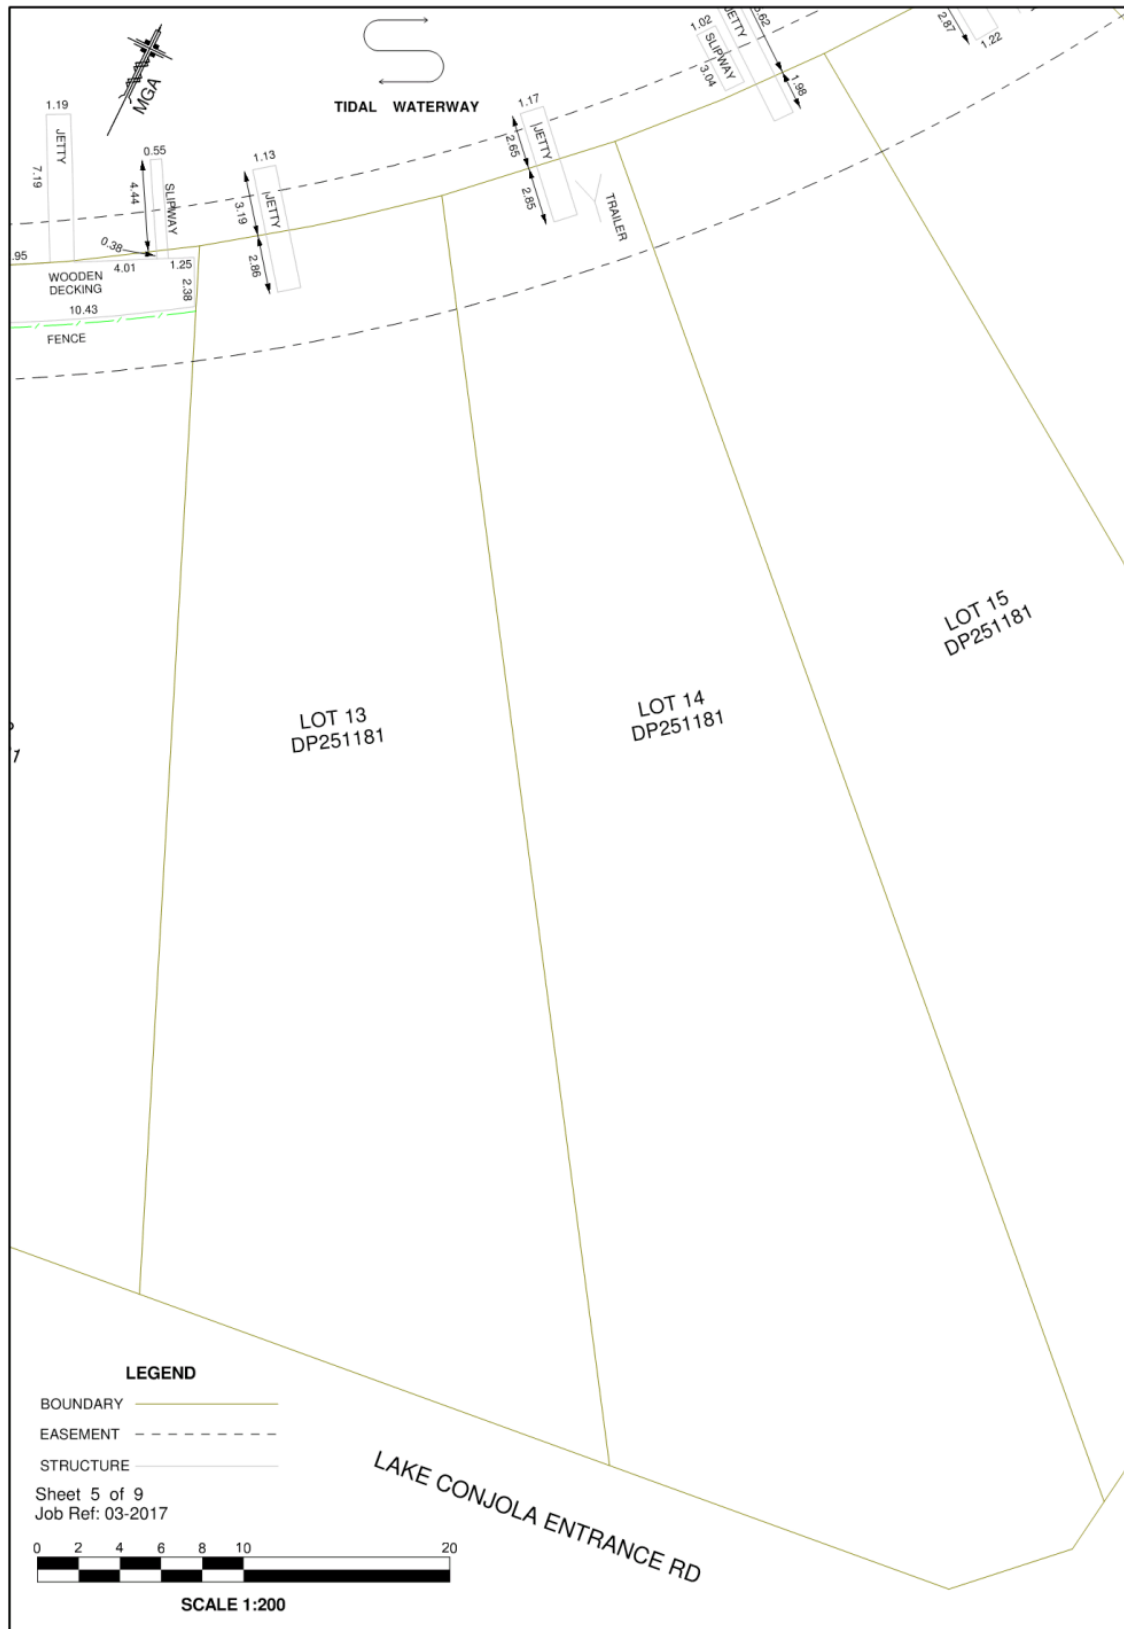 MGA
TIDAL WATERWAY
1.02
JETTY
SLIPWAY
3.04
1.98
2.87
1.22
1.19
JETTY
7.19
0.55
4.44
SLIPWAY
0.38
1.13
JETTY
3.19
2.86
1.17
JETTY
2.65
2.85
TRAILER
.95
4.01
1.25
2.38
WOODEN
DECKING
10.43
FENCE
LOT 13
DP251181
LOT 14
DP251181
LOT 15
DP251181
LEGEND
BOUNDARY
EASEMENT
STRUCTURE
Sheet 5 of 9
Job Ref: 03-2017
0 2 4 6 8 10 20
SCALE 1:200
LAKE CONJOLA ENTRANCE RD